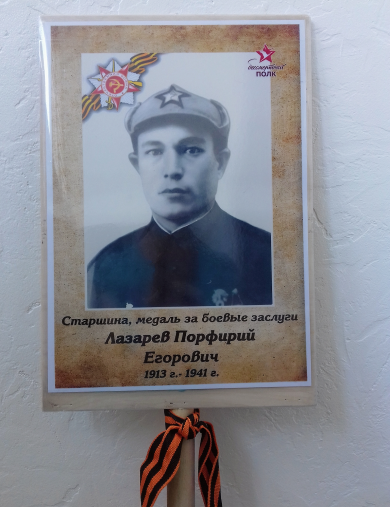 бессмертный
ПОЛК
Старшина, медаль за боевые заслуги
Лазарев Порфирий
Егорович
1913 г.- 1941 г.